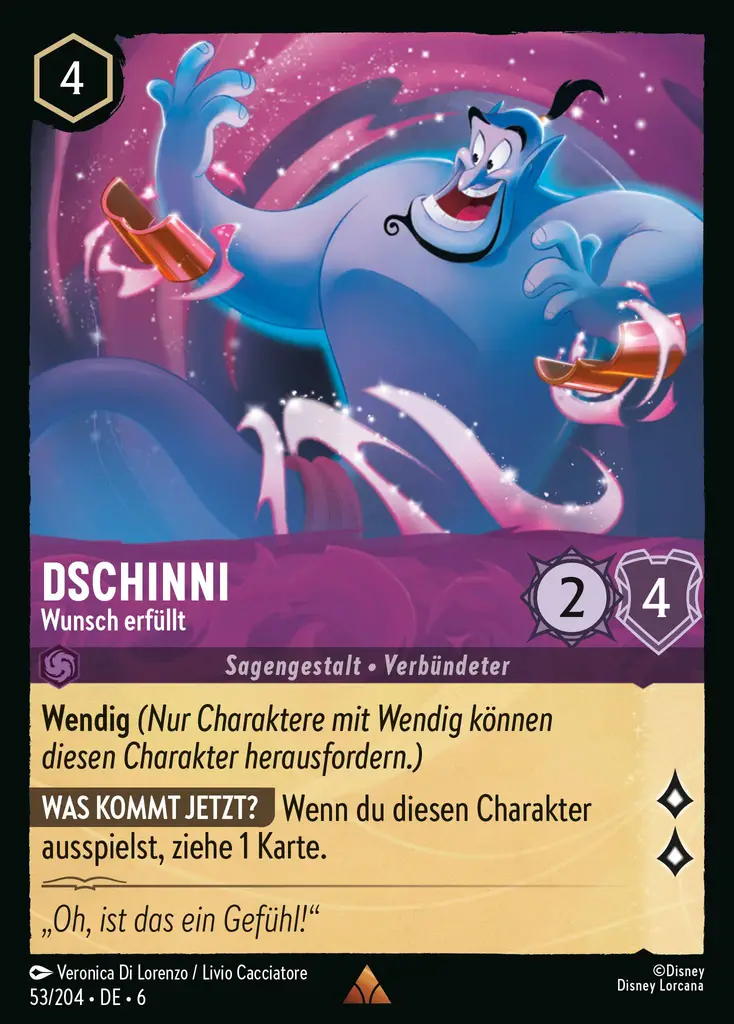 4
DSCHINNI
Wunsch erfüllt
2
4
Sagengestalt • Verbündeter
Wendig (Nur Charaktere mit Wendig können
diesen Charakter herausfordern.)
WAS KOMMT JETZT? Wenn du diesen Charakter
ausspielst, ziehe 1 Karte.
„Oh, ist das ein Gefühl!“
Veronica Di Lorenzo / Livio Cacciatore
53/204 • DE • 6
©Disney
Disney Lorcana